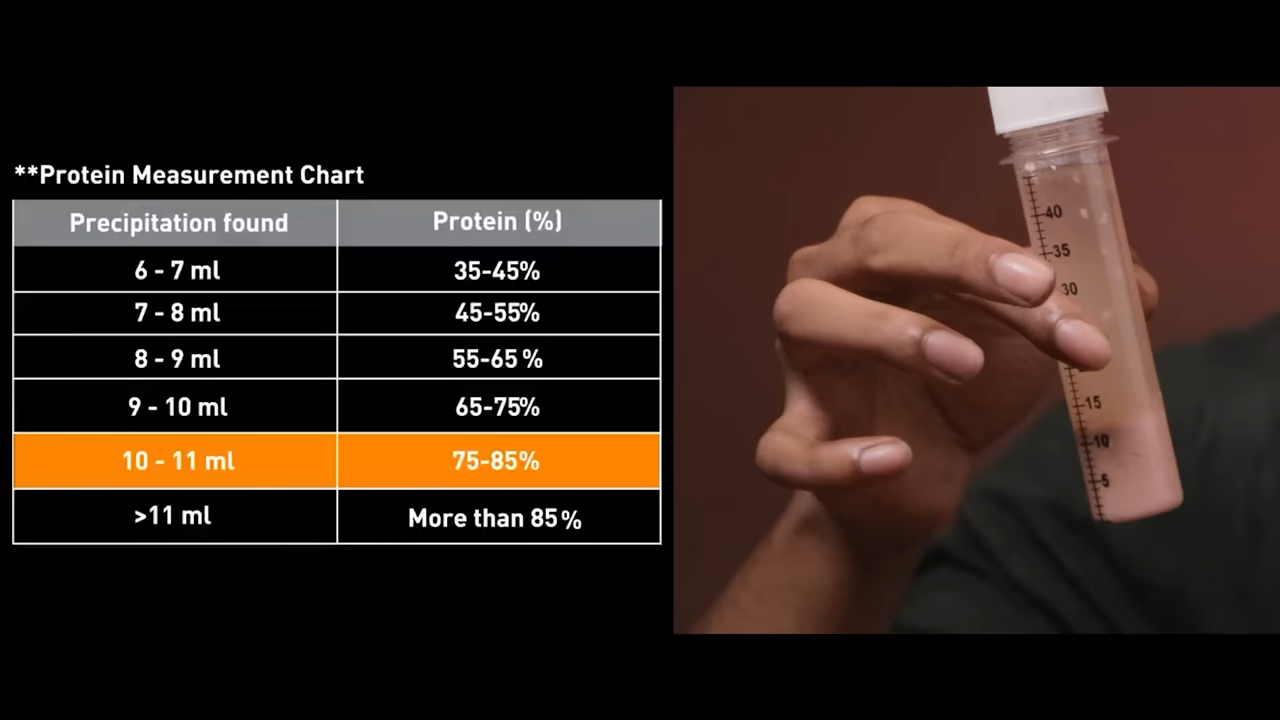 **Protein Measurement Chart
Precipitation found Protein (%)
6 - 7 ml 35-45%
7 - 8 ml 45-55%
8 - 9 ml 55-65%
9 - 10 ml 65-75%
10 - 11 ml 75-85%
>11 ml More than 85%
40
35
30
15
10
5